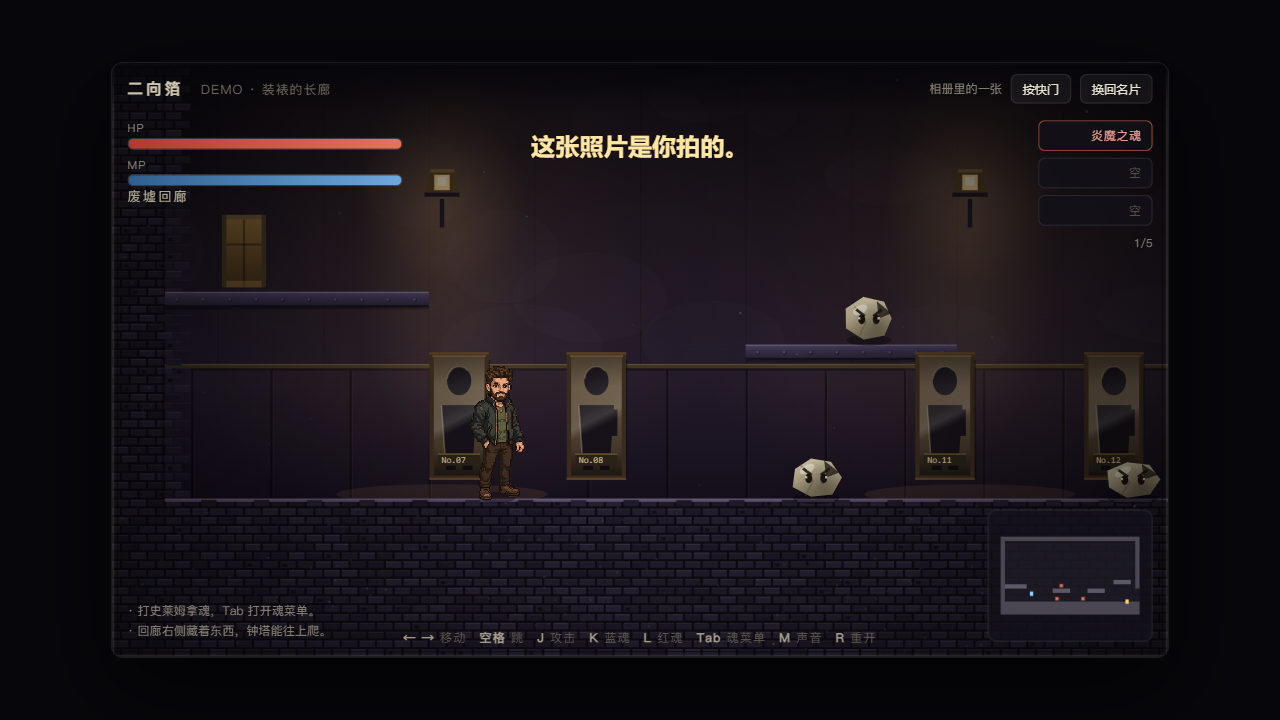 二向箔 DEMO · 装裱的长廊
相册里的一张 按快门 换回名片
HP
MP
废墟回廊
这张照片是你拍的。
炎魔之魂
空
空
1/5
No.07
No.08
No.11
No.12
· 打史莱姆拿魂，Tab 打开魂菜单。
· 回廊右侧藏着东西，钟塔能往上爬。
← → 移动 空格 跳 J 攻击 K 蓝魂 L 红魂 Tab 魂菜单 M 声音 R 重开